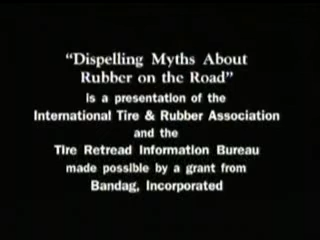 "Dispelling Myths About
Rubber on the Road"
is a presentation of the
International Tire & Rubber Association
and the
Tire Retread Information Bureau
made possible by a grant from
Bandag, Incorporated